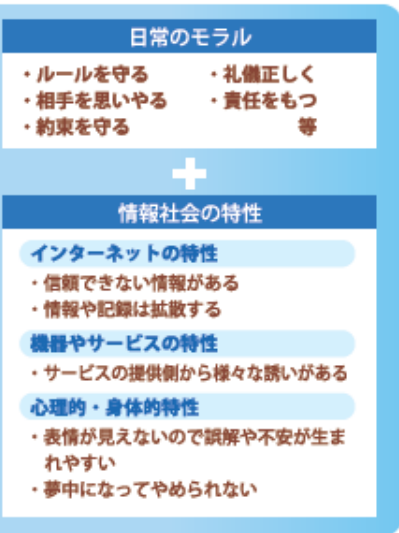 日常のモラル
・ルールを守る ・礼儀正しく
・相手を思いやる ・責任をもつ
・約束を守る 等
+
情報社会の特性
インターネットの特性
・信頼できない情報がある
・情報や記録は拡散する
機器やサービスの特性
・サービスの提供側から様々な誘いがある
心理的・身体的特性
・表情が見えないので誤解や不安が生ま
れやすい
・夢中になってやめられない